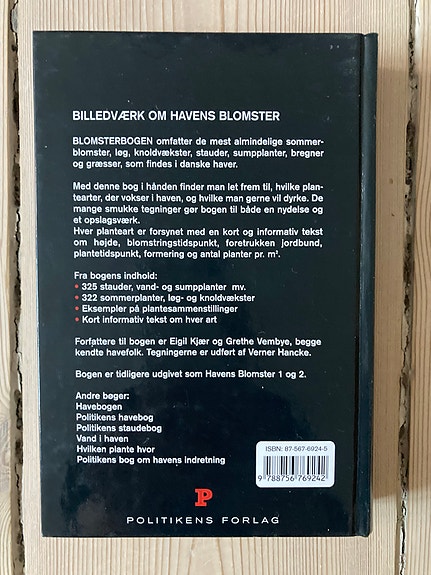 BILLEDVÆRK OM HAVENS BLOMSTER
BLOMSTERBOGEN omfatter de mest almindelige sommer-
blomster, løg, knoldvækster, stauder, sumpplanter, bregner
og græsser, som findes i danske haver.
Med denne bog i hånden finder man let frem til, hvilke plan-
tearter, der vokser i haven, og hvilke man gerne vil dyrke. De
mange smukke tegninger gør bogen til både en nydelse og
et opslagsværk.
Hver planteart er forsynet med en kort og informativ tekst
om højde, blomstringstidspunkt, foretrukken jordbund,
plantetidspunkt, formering og antal planter pr. m².
Fra bogens indhold:
• 325 stauder, vand- og sumpplanter mv.
• 322 sommerplanter, løg- og knoldvækster
• Eksempler på plantesammenstillinger
• Kort informativ tekst om hver art
Forfattere til bogen er Eigil Kjær og Grethe Vembye, begge
kendte havefolk. Tegningerne er udført af Verner Hancke.
Bogen er tidligere udgivet som Havens Blomster 1 og 2.
Andre bøger:
Havebogen
Politikens havebog
Politikens staudebog
Vand i haven
Hvilken plante hvor
Politikens bog om havens indretning
ISBN: 87-567-6924-5
9 788756 769242
P
POLITIKENS FORLAG